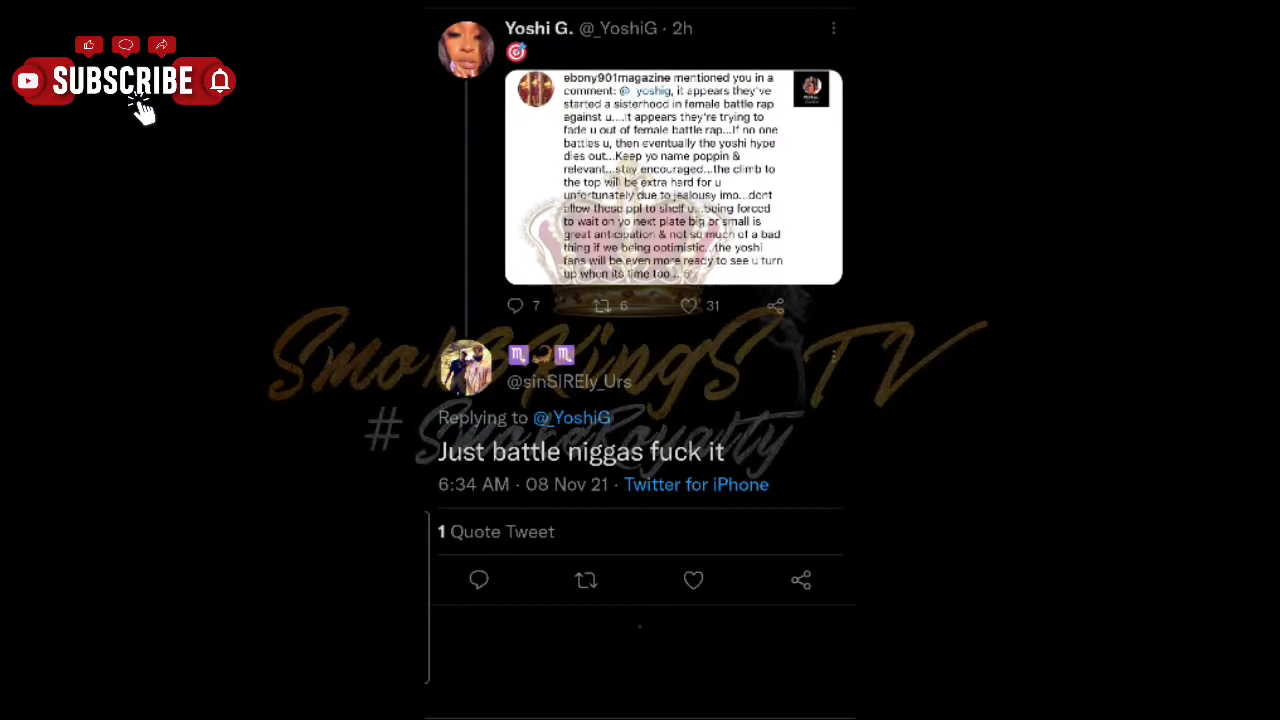 SUBSCRIBE
Yoshi G. @_YoshiG · 2h
ebony901magazine mentioned you in a
comment: @_yoshig, it appears they've
started a sisterhood in female battle rap
against u....it appears they're trying to
fade u out of female battle rap...If no one
battles u, then eventually the yoshi hype
dies out...Keep yo name poppin &
relevant...stay encouraged...the climb to
the top will be extra hard for u
unfortunately due to jealousy imo...dont
allow these ppl to shelf u...being forced
to wait on yo next plate big or small is
great anticipation & not so much of a bad
thing if we being optimistic...the yoshi
fans will be even more ready to see u turn
up when its time too...
7 6 31
SmokeKingS TV
@sinSIREly_Urs
Replying to @_YoshiG
# SmokeRoyalty
Just battle niggas fuck it
6:34 AM · 08 Nov 21 · Twitter for iPhone
1 Quote Tweet